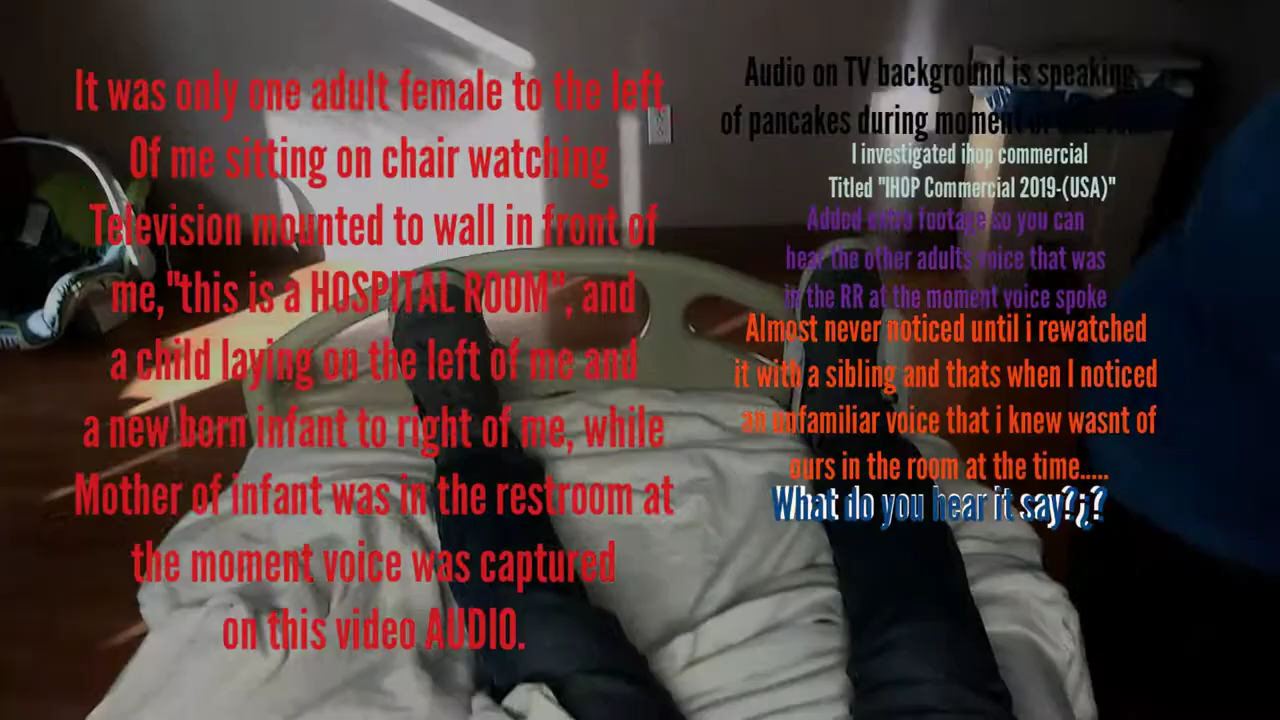 It was only one adult female to the left
Of me sitting on chair watching
Television mounted to wall in front of
me,"this is a HOSPITAL ROOM", and
a child laying on the left of me and
a new born infant to right of me, while
Mother of infant was in the restroom at
the moment voice was captured
on this video AUDIO.
Audio on TV background is speaking
of pancakes during moment of
I investigated ihop commercial
Titled "IHOP Commercial 2019-(USA)"
Added extra footage so you can
hear the other adults voice that was
in the RR at the moment voice spoke
Almost never noticed until i rewatched
it with a sibling and thats when I noticed
an unfamiliar voice that i knew wasnt of
ours in the room at the time.....
What do you hear it say?¿?